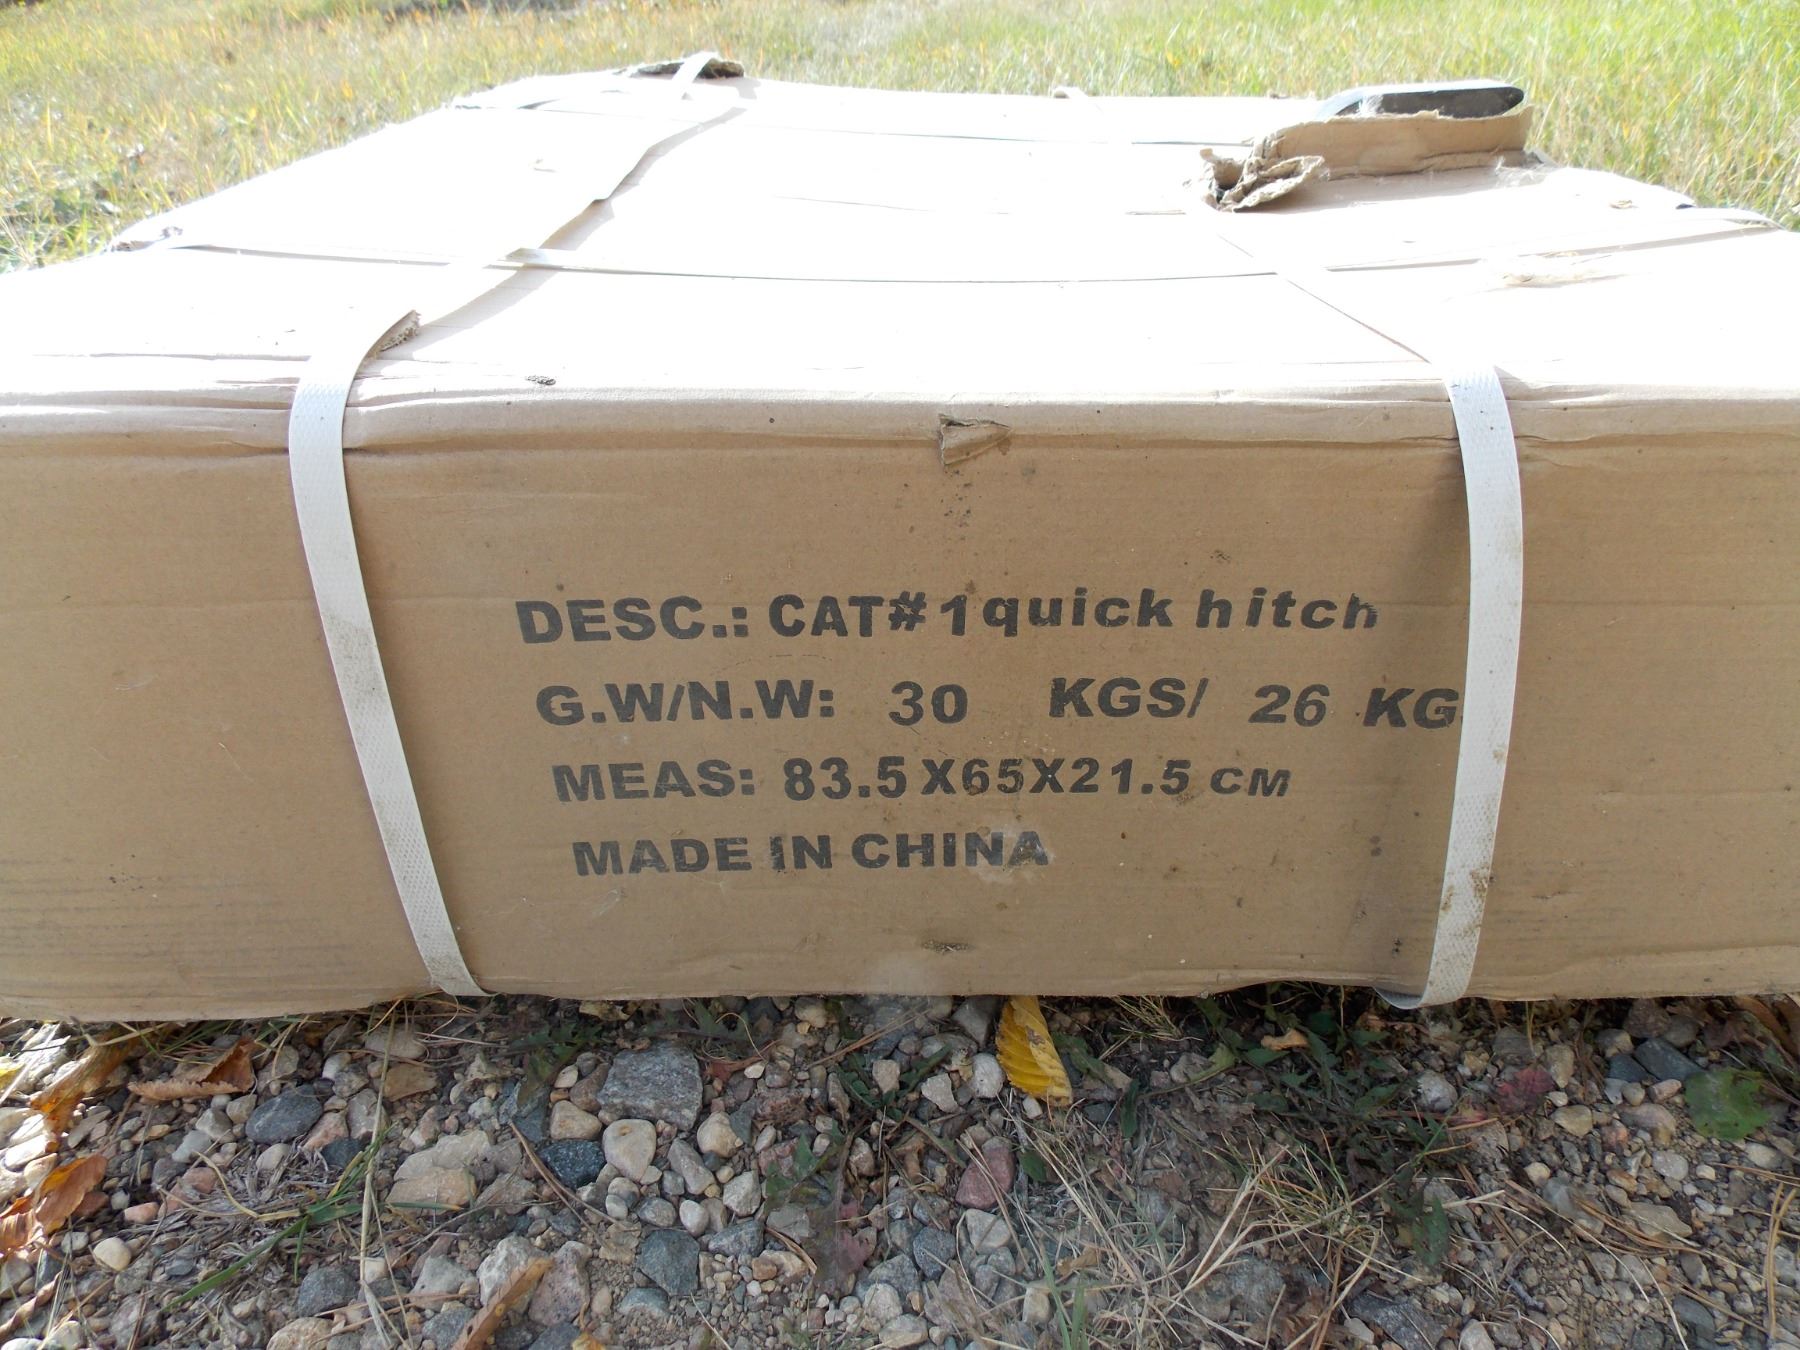 DESC.: CAT#1quick hitch
G.W/N.W: 30 KGS/ 26 KG
MEAS: 83.5X65X21.5 CM
MADE IN CHINA